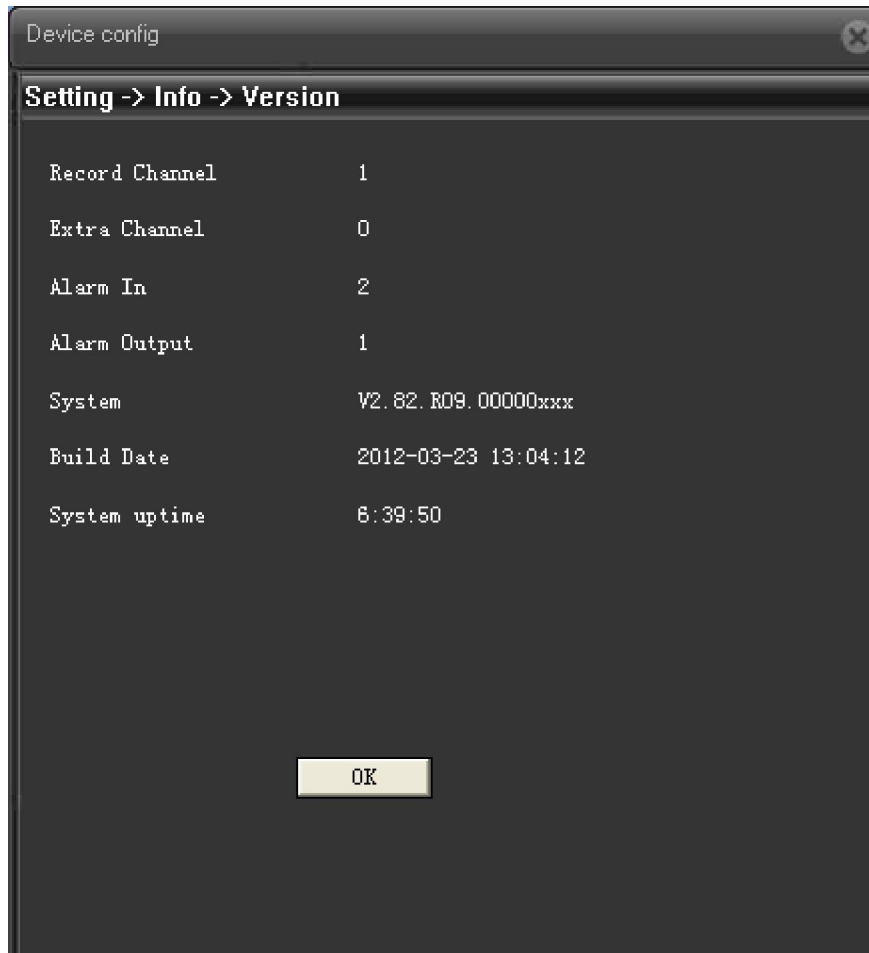 Device config
Setting -> Info -> Version
Record Channel 1
Extra Channel 0
Alarm In 2
Alarm Output 1
System V2.82.R09.00000xxx
Build Date 2012-03-23 13:04:12
System uptime 6:39:50
OK